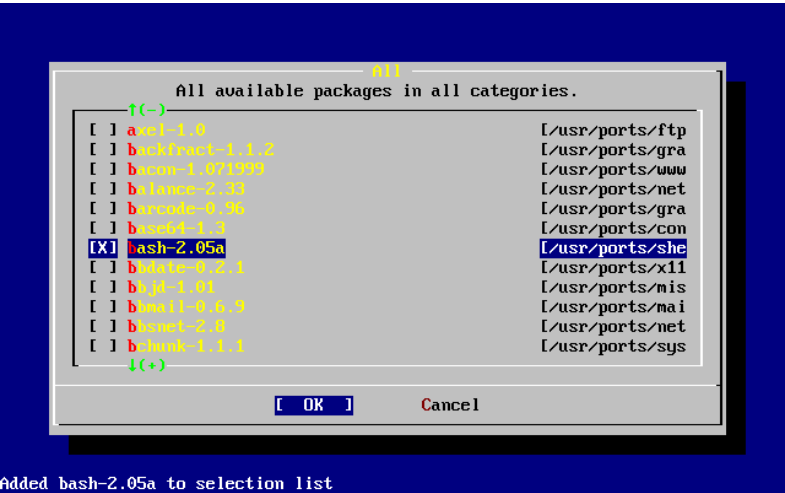 All
All available packages in all categories.
↑(-)
[ ] axel-1.0 [/usr/ports/ftp
[ ] backfract-1.1.2 [/usr/ports/gra
[ ] bacon-1.071999 [/usr/ports/www
[ ] balance-2.33 [/usr/ports/net
[ ] barcode-0.96 [/usr/ports/gra
[ ] base64-1.3 [/usr/ports/con
[X] bash-2.05a [/usr/ports/she
[ ] bbdate-0.2.1 [/usr/ports/x11
[ ] bbjd-1.01 [/usr/ports/mis
[ ] bbmail-0.6.9 [/usr/ports/mai
[ ] bbsnet-2.8 [/usr/ports/net
[ ] bchunk-1.1.1 [/usr/ports/sys
↓(+)
[ OK ] Cancel
Added bash-2.05a to selection list